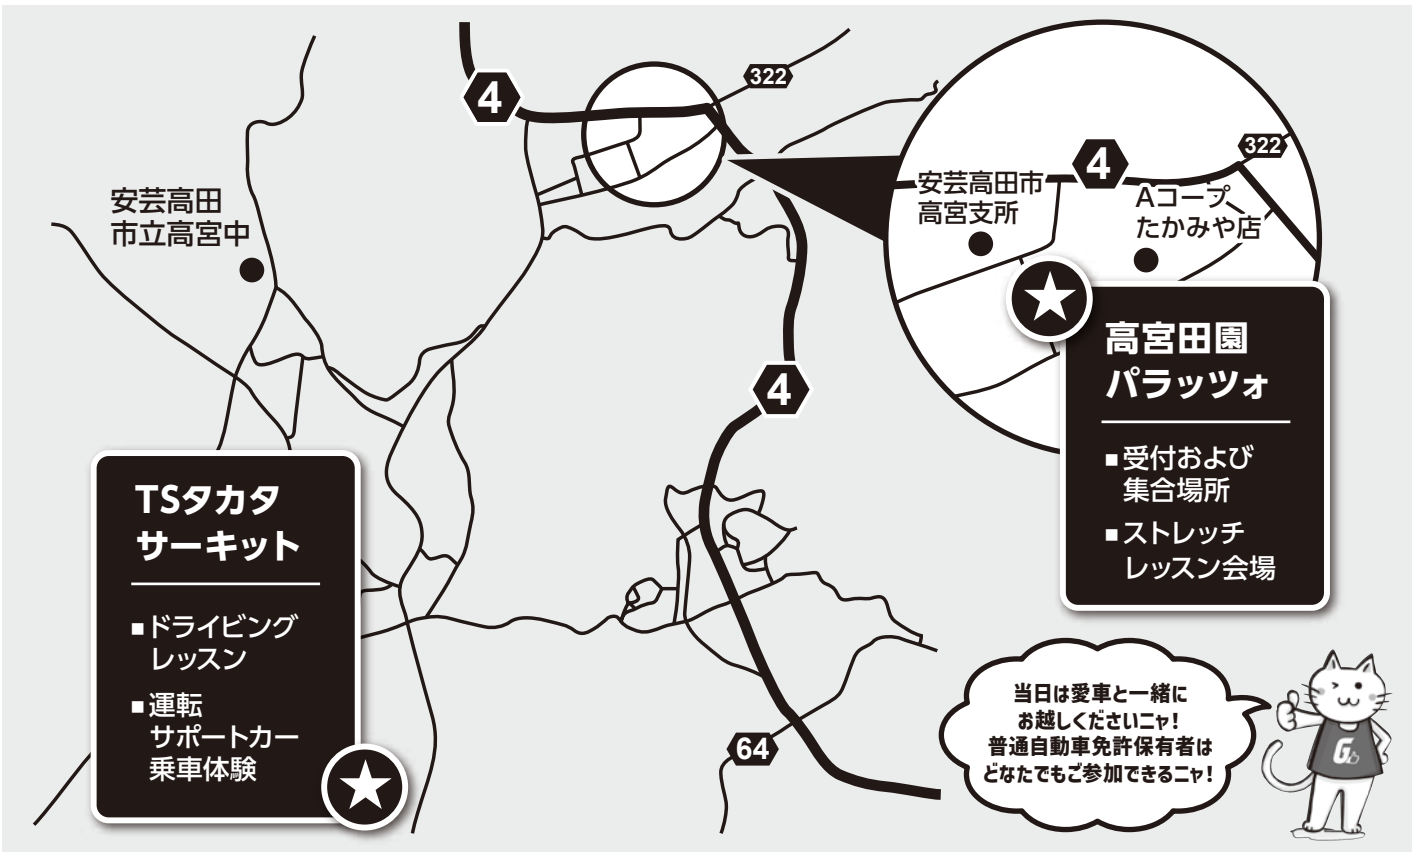 4
322
安芸高田
市立高宮中
安芸高田市
高宮支所
4
322
Aコープ
たかみや店
高宮田園
パラッツォ
■受付および
集合場所
■ストレッチ
レッスン会場
4
64
TSタカタ
サーキット
■ドライビング
レッスン
■運転
サポートカー
乗車体験
当日は愛車と一緒に
お越しくださいニャ!
普通自動車免許保有者は
どなたでもご参加できるニャ!
G